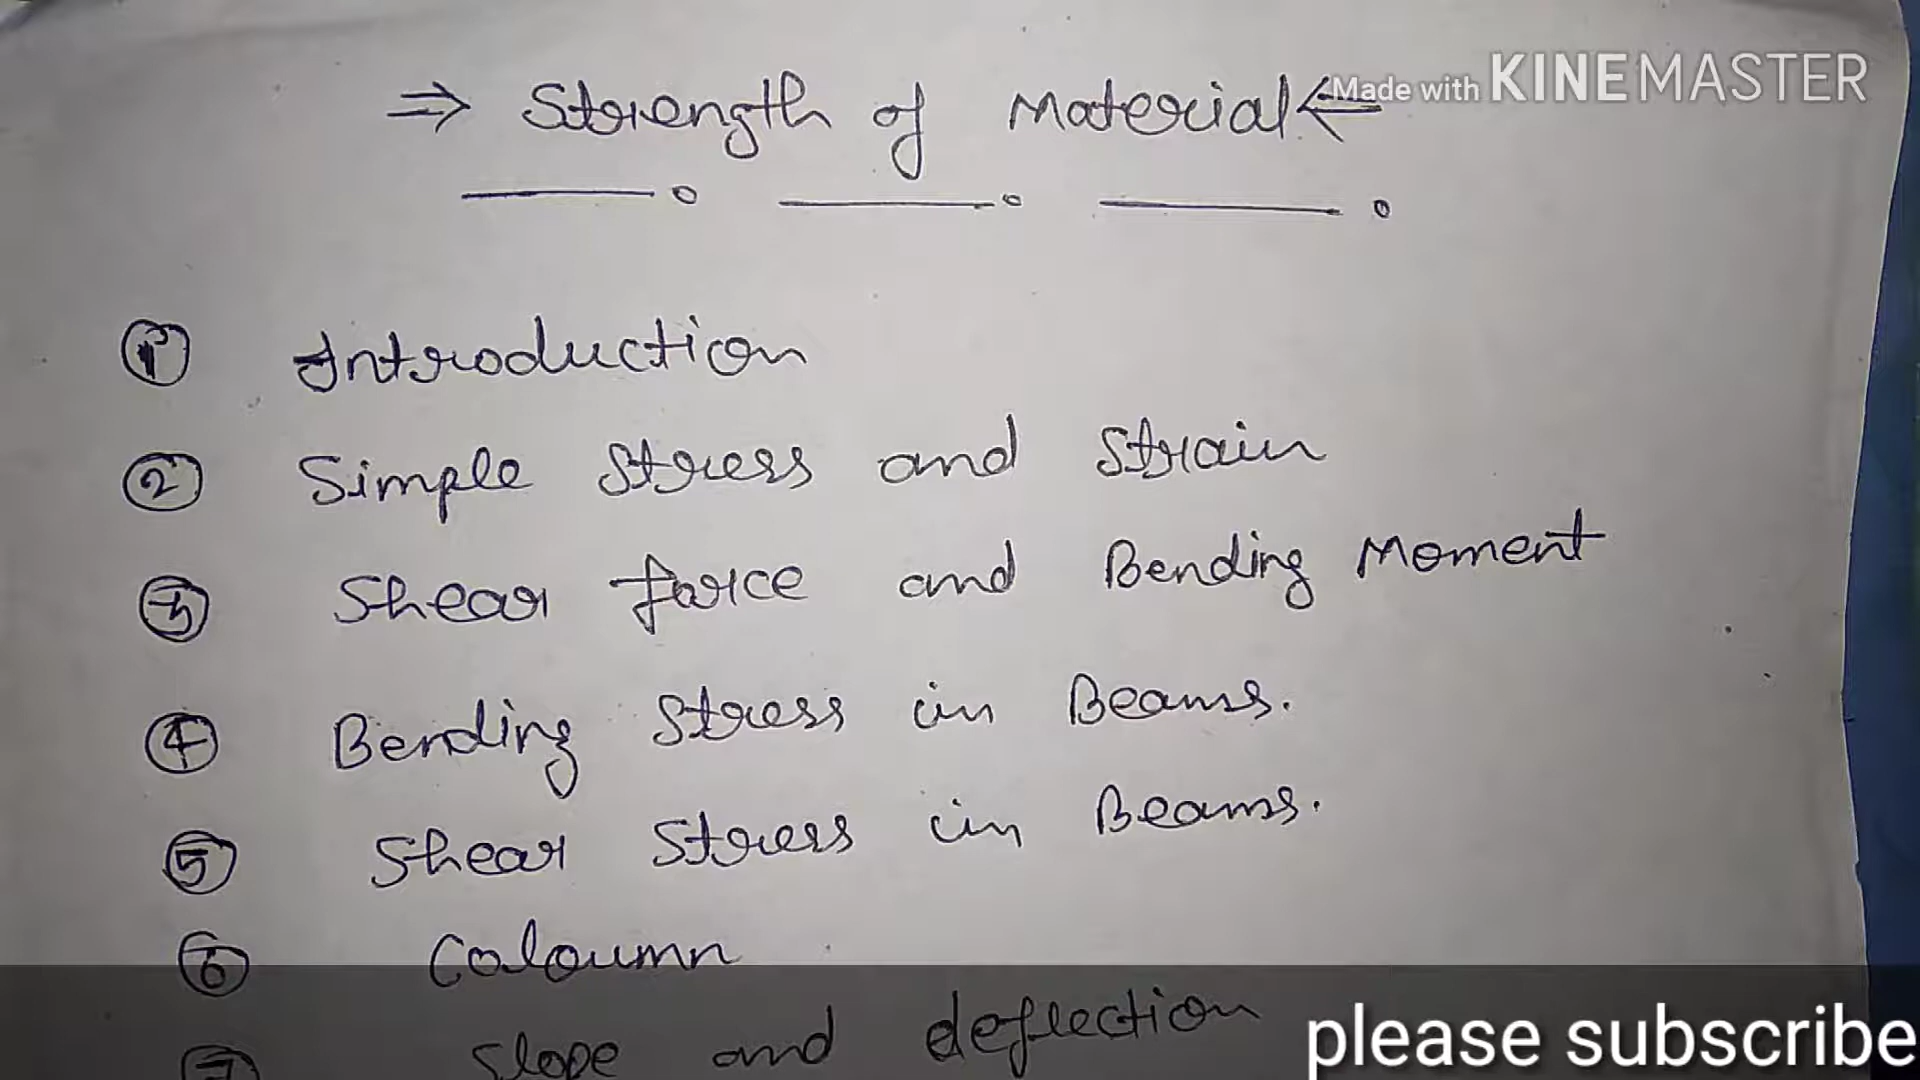 ⇒ Strength of Material ⇐
Made with KINEMASTER
① Introduction
② Simple Stress and Strain
③ Shear force and Bending Moment
④ Bending Stress in Beams.
⑤ Shear Stress in Beams.
⑥ Coloumn
⑦ Slope and deflection
please subscribe